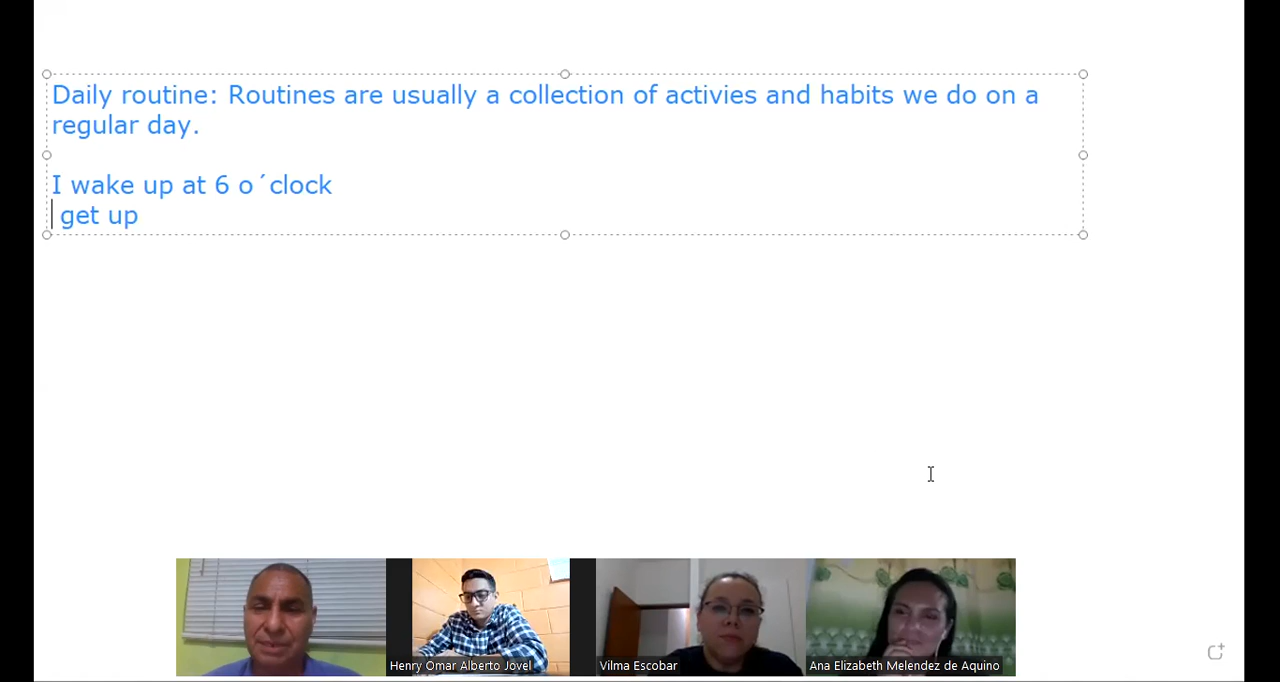 Daily routine: Routines are usually a collection of activies and habits we do on a
regular day.
I wake up at 6 o´clock
get up
Henry Omar Alberto Jovel
Vilma Escobar
Ana Elizabeth Melendez de Aquino